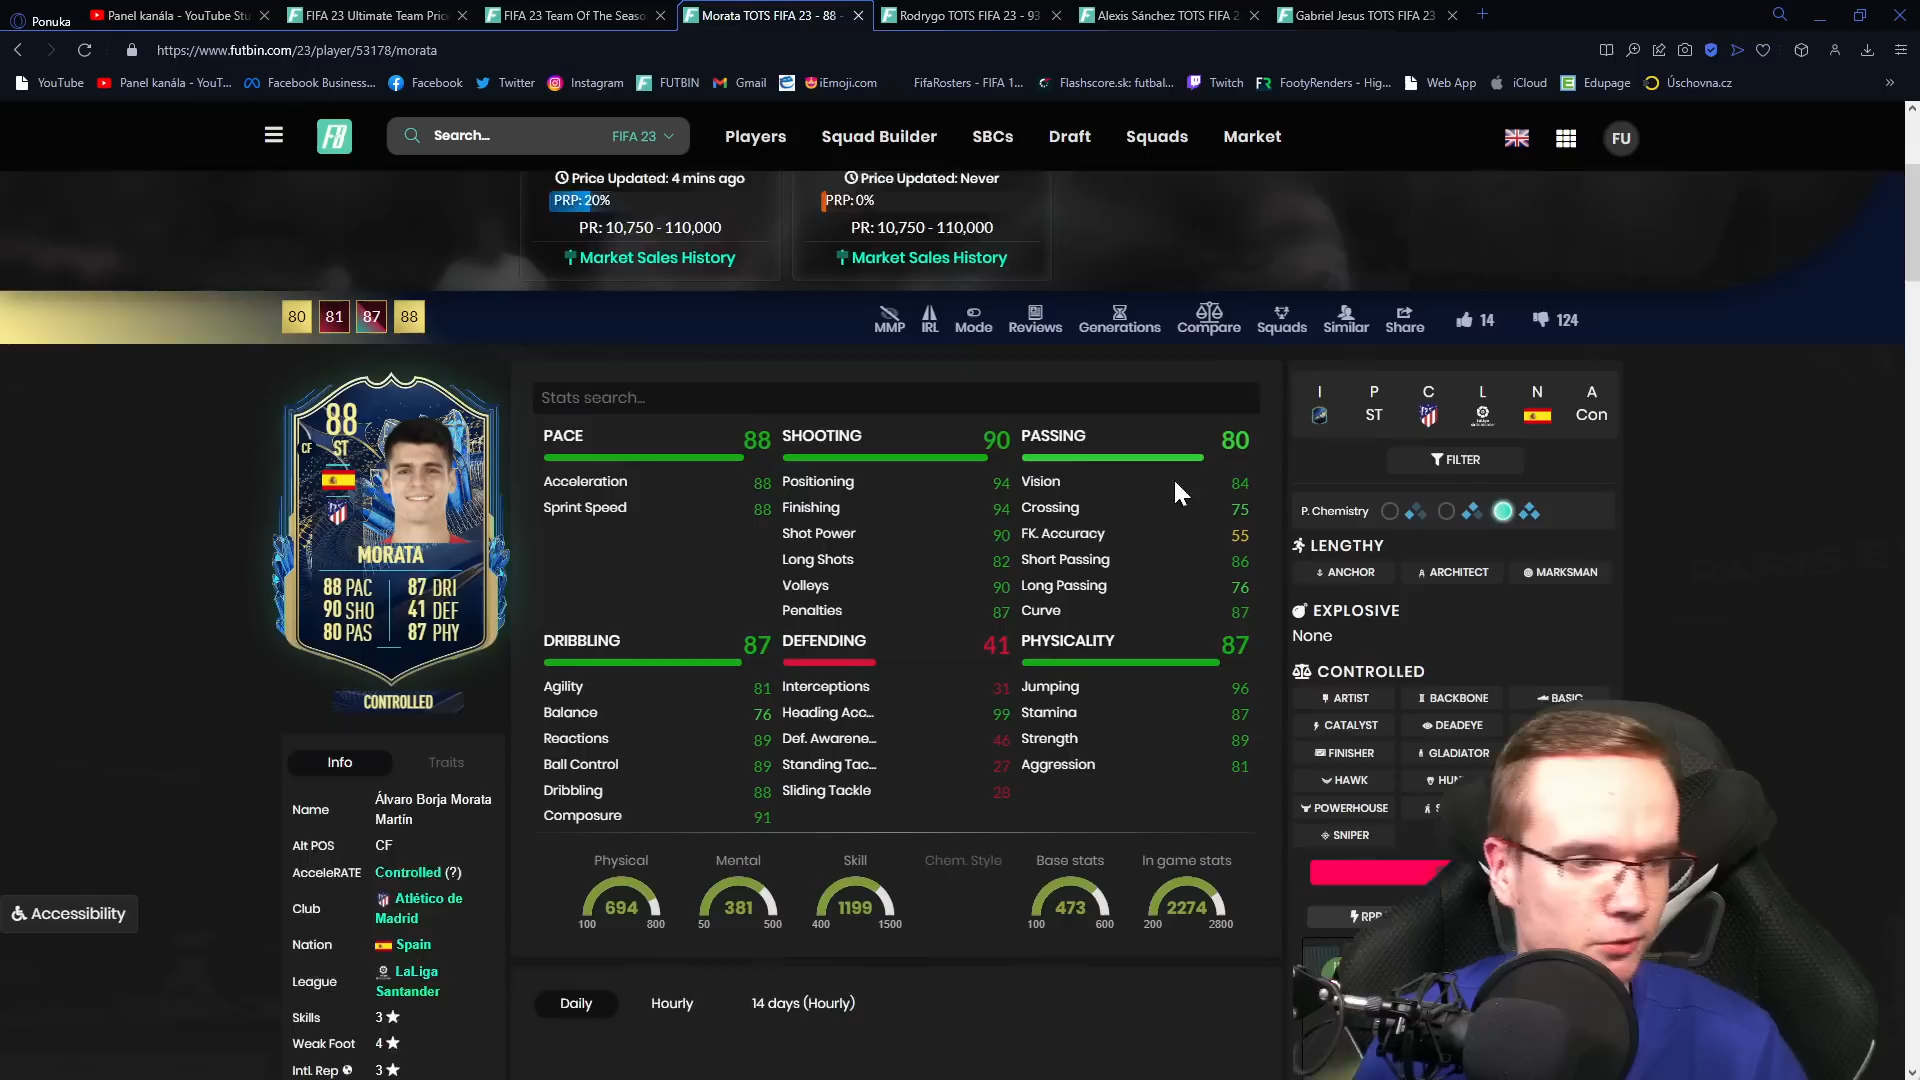 Ponuka
Panel kanála - YouTube Stu
FIFA 23 Ultimate Team Price
FIFA 23 Team Of The Seaso
Morata TOTS FIFA 23 - 88 -
Rodrygo TOTS FIFA 23 - 93
Alexis Sánchez TOTS FIFA 2
Gabriel Jesus TOTS FIFA 23
https://www.futbin.com/23/player/53178/morata
YouTube
Panel kanála - YouT...
Facebook Business...
Facebook
Twitter
Instagram
FUTBIN
Gmail
iEmoji.com
FifaRosters - FIFA 1...
Flashscore.sk: futbal...
Twitch
FootyRenders - Hig...
Web App
iCloud
Edupage
Úschovna.cz
Search...
FIFA 23
Players
Squad Builder
SBCs
Draft
Squads
Market
FU
Price Updated: 4 mins ago
PRP: 20%
PR: 10,750 - 110,000
Market Sales History
Price Updated: Never
PRP: 0%
PR: 10,750 - 110,000
Market Sales History
80 81 87 88
MMP
IRL
Mode
Reviews
Generations
Compare
Squads
Similar
Share
14
124
88
ST
CF
MORATA
88 PAC 87 DRI
90 SHO 41 DEF
80 PAS 87 PHY
CONTROLLED
Stats search...
PACE 88
Acceleration 88
Sprint Speed 88
SHOOTING 90
Positioning 94
Finishing 94
Shot Power 90
Long Shots 82
Volleys 90
Penalties 87
PASSING 80
Vision 84
Crossing 75
FK. Accuracy 55
Short Passing 86
Long Passing 76
Curve 87
DRIBBLING 87
Agility 81
Balance 76
Reactions 89
Ball Control 89
Dribbling 88
Composure 91
DEFENDING 41
Interceptions 31
Heading Acc... 99
Def. Awarene... 46
Standing Tac... 27
Sliding Tackle 28
PHYSICALITY 87
Jumping 96
Stamina 87
Strength 89
Aggression 81
Physical
694
100 800
Mental
381
50 500
Skill
1199
400 1500
Chem. Style
Base stats
473
100 600
In game stats
2274
200 2800
Daily
Hourly
14 days (Hourly)
I P C L N A
ST Con
FILTER
P. Chemistry
LENGTHY
ANCHOR
ARCHITECT
MARKSMAN
EXPLOSIVE
None
CONTROLLED
ARTIST
BACKBONE
BASIC
CATALYST
DEADEYE
FINISHER
GLADIATOR
HAWK
POWERHOUSE
SNIPER
RPP
Info
Traits
Name Álvaro Borja Morata
Martín
Alt POS CF
AcceleRATE Controlled (?)
Club Atlético de
Madrid
Nation Spain
League LaLiga
Santander
Skills 3
Weak Foot 4
Intl. Rep 3
Accessibility